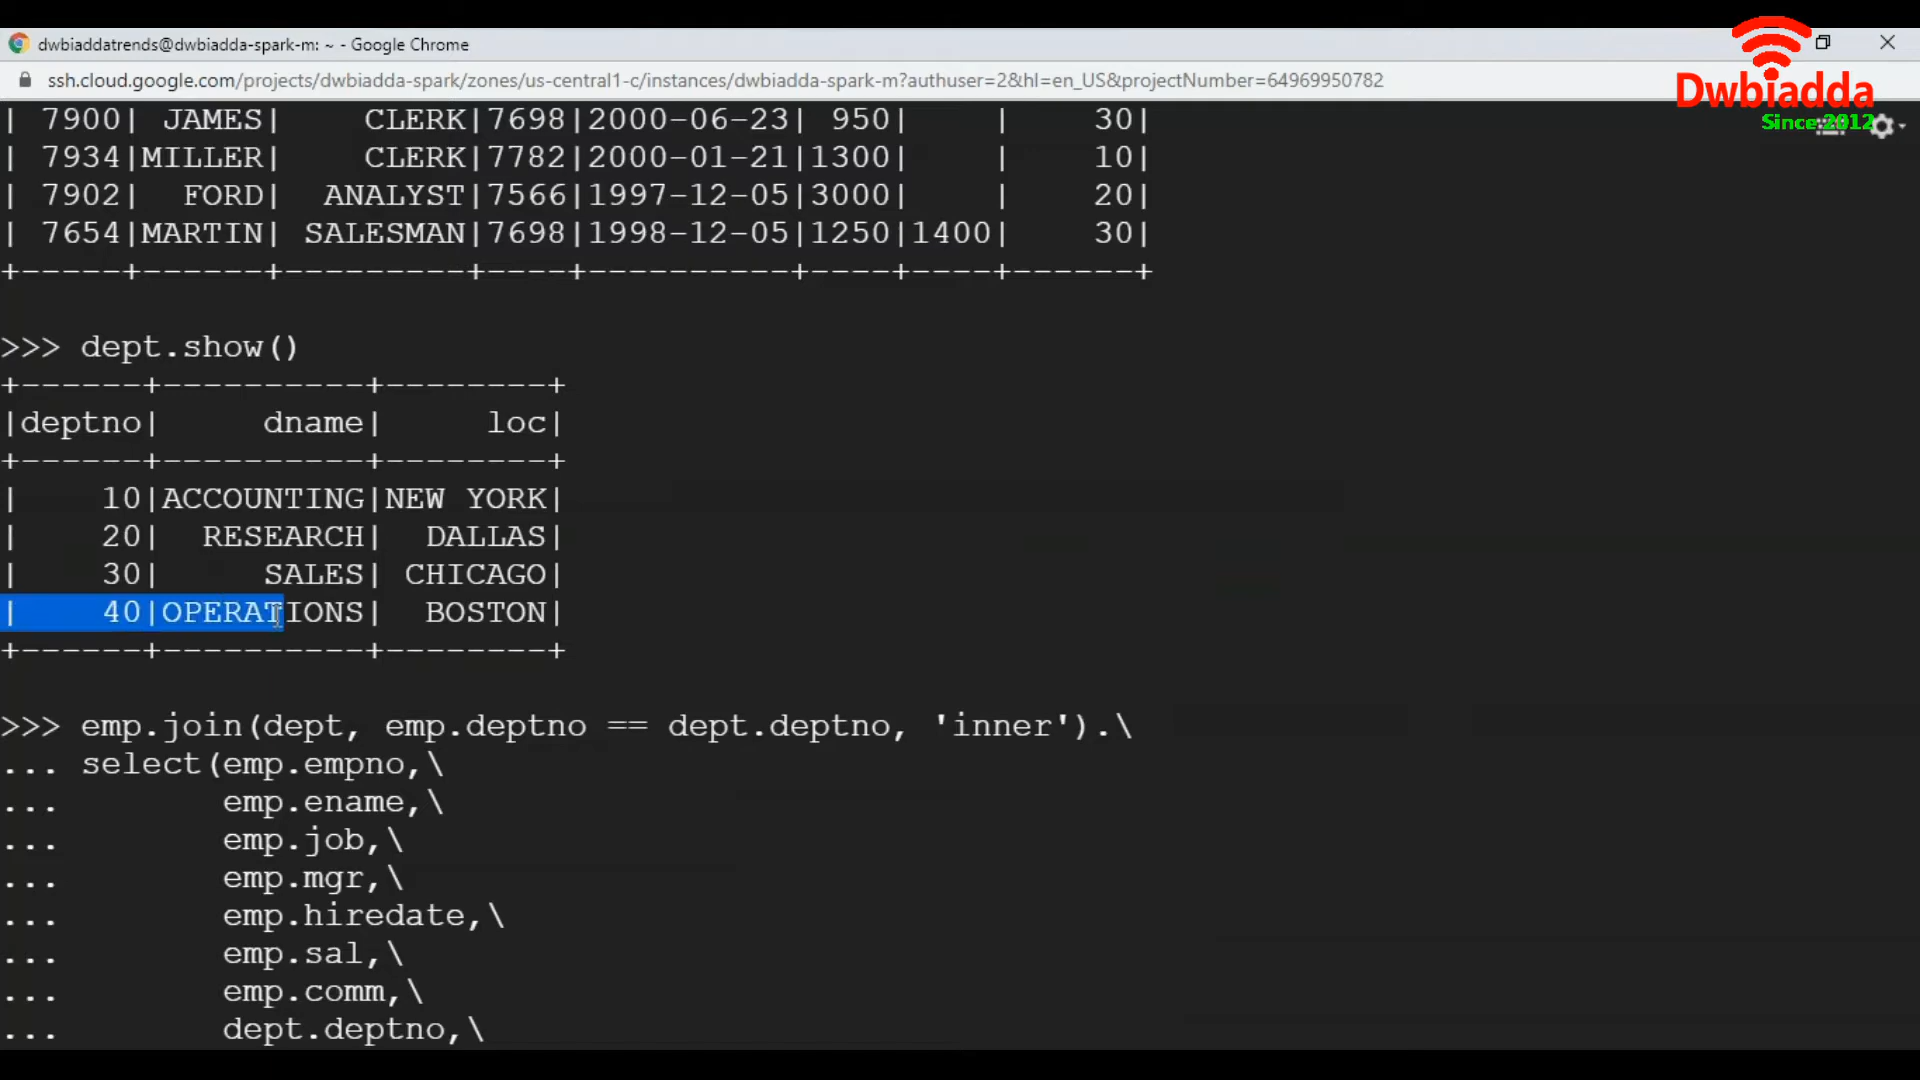 dwbiaddatrends@dwbiadda-spark-m: ~ - Google Chrome
ssh.cloud.google.com/projects/dwbiadda-spark/zones/us-central1-c/instances/dwbiadda-spark-m?authuser=2&hl=en_US&projectNumber=64969950782
Dwbiadda
Since 2012
| 7900| JAMES|    CLERK|7698|2000-06-23| 950|    |    30|
| 7934|MILLER|    CLERK|7782|2000-01-21|1300|    |    10|
| 7902|  FORD|  ANALYST|7566|1997-12-05|3000|    |    20|
| 7654|MARTIN| SALESMAN|7698|1998-12-05|1250|1400|    30|
+-----+------+---------+----+----------+----+----+------+
>>> dept.show()
+------+----------+--------+
|deptno|     dname|     loc|
+------+----------+--------+
|    10|ACCOUNTING|NEW YORK|
|    20|  RESEARCH|  DALLAS|
|    30|     SALES| CHICAGO|
|    40|OPERATIONS|  BOSTON|
+------+----------+--------+
>>> emp.join(dept, emp.deptno == dept.deptno, 'inner').\
... select(emp.empno,\
...        emp.ename,\
...        emp.job,\
...        emp.mgr,\
...        emp.hiredate,\
...        emp.sal,\
...        emp.comm,\
...        dept.deptno,\